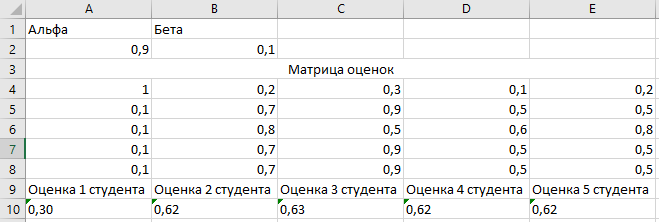 A B C D E
1 Альфа Бета
2 0,9 0,1
3 Матрица оценок
4 1 0,2 0,3 0,1 0,2
5 0,1 0,7 0,9 0,5 0,5
6 0,1 0,8 0,5 0,6 0,8
7 0,1 0,7 0,9 0,5 0,5
8 0,1 0,7 0,9 0,5 0,5
9 Оценка 1 студента Оценка 2 студента Оценка 3 студента Оценка 4 студента Оценка 5 студента
10 0,30 0,62 0,63 0,62 0,62